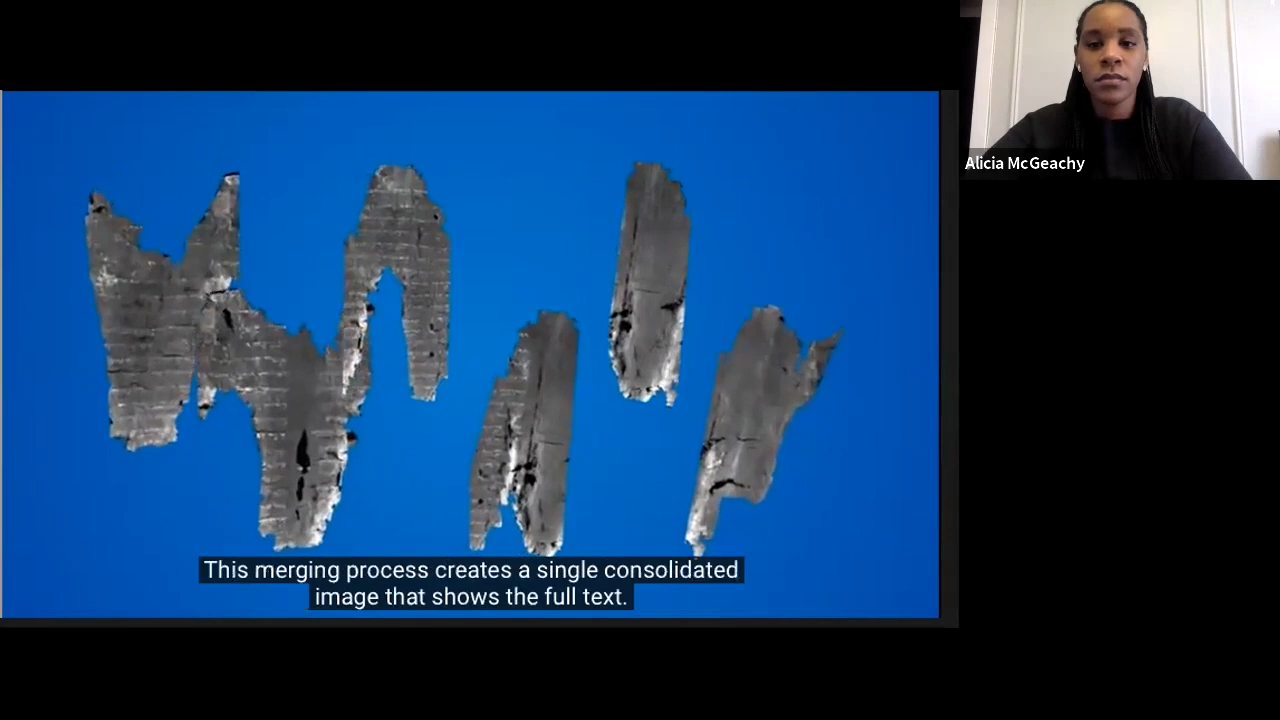 Alicia McGeachy
This merging process creates a single consolidated
image that shows the full text.